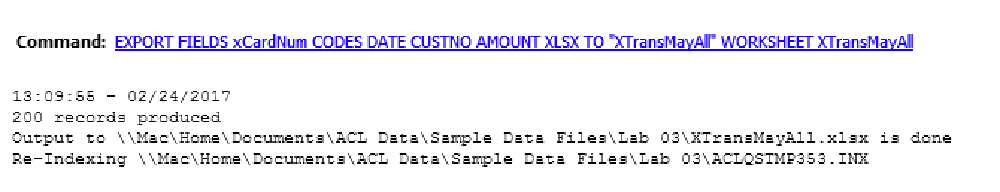 Command: EXPORT FIELDS xCardNum CODES DATE CUSTNO AMOUNT XLSX TO "XTransMayAll" WORKSHEET XTransMayAll
13:09:55 - 02/24/2017
200 records produced
Output to \\Mac\Home\Documents\ACL Data\Sample Data Files\Lab 03\XTransMayAll.xlsx is done
Re-Indexing \\Mac\Home\Documents\ACL Data\Sample Data Files\Lab 03\ACLQSTMP353.INX